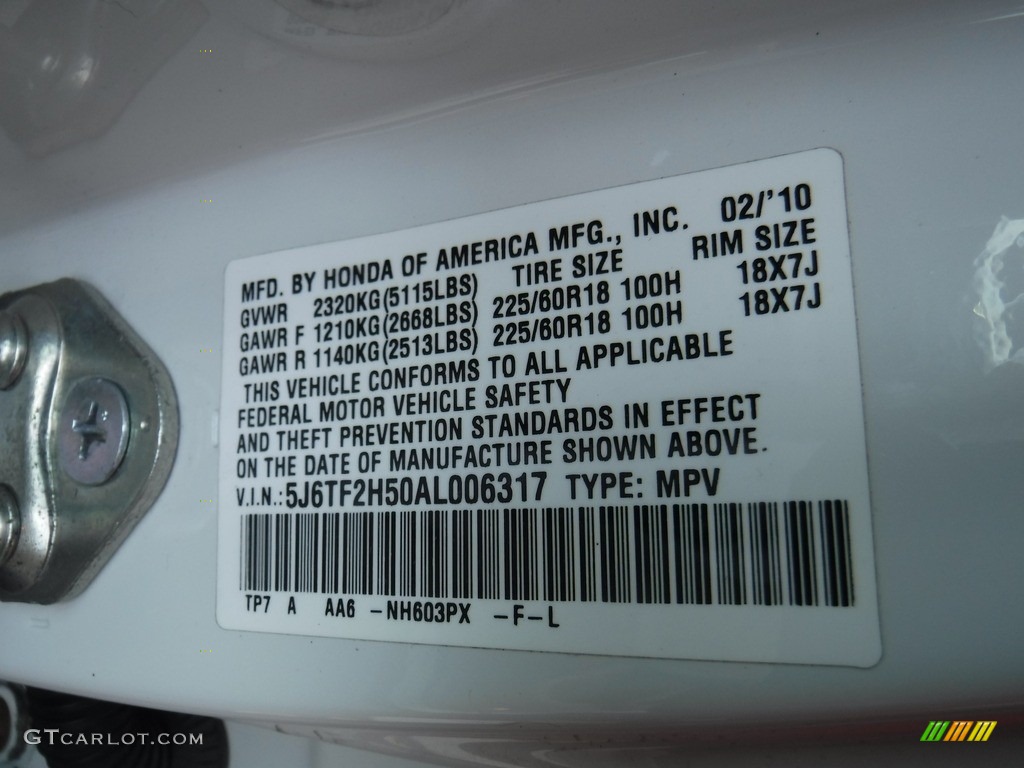 MFD. BY HONDA OF AMERICA MFG., INC. 02/'10
GVWR 2320KG(5115LBS) TIRE SIZE RIM SIZE
GAWR F 1210KG(2668LBS) 225/60R18 100H 18X7J
GAWR R 1140KG(2513LBS) 225/60R18 100H 18X7J
THIS VEHICLE CONFORMS TO ALL APPLICABLE
FEDERAL MOTOR VEHICLE SAFETY
AND THEFT PREVENTION STANDARDS IN EFFECT
ON THE DATE OF MANUFACTURE SHOWN ABOVE.
V.I.N.: 5J6TF2H50AL006317 TYPE: MPV
TP7 A AA6 -NH603PX -F-L
GTCARLOT.COM